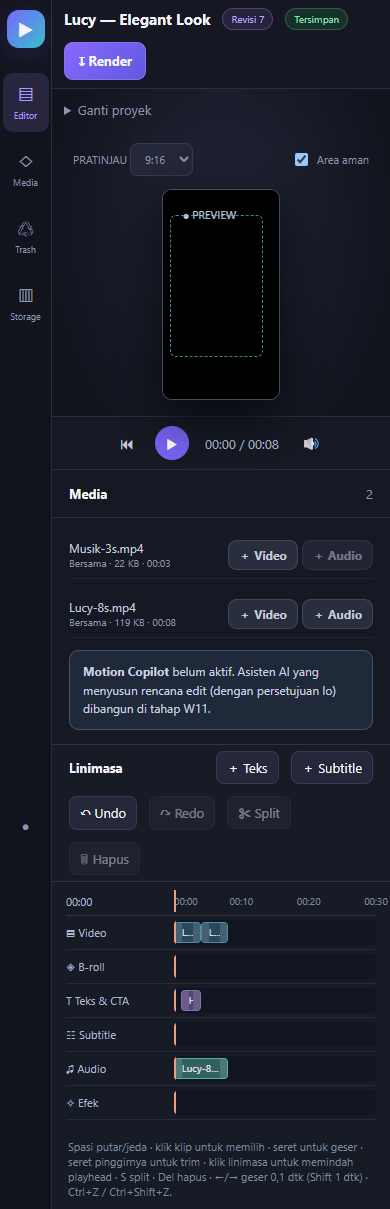 Lucy — Elegant Look
Revisi 7
Tersimpan
↧ Render
Editor
Media
Trash
Storage
▶ Ganti proyek
PRATINJAU
9:16
Area aman
● PREVIEW
00:00 / 00:08
Media
2
Musik-3s.mp4
Bersama · 22 KB · 00:03
+ Video
+ Audio
Lucy-8s.mp4
Bersama · 119 KB · 00:08
+ Video
+ Audio
Motion Copilot belum aktif. Asisten AI yang
menyusun rencana edit (dengan persetujuan lo)
dibangun di tahap W11.
Linimasa
+ Teks
+ Subtitle
↶ Undo
↷ Redo
✂ Split
Hapus
00:00
00:00
00:10
00:20
00:30
Video
L...
L...
B-roll
T Teks & CTA
Subtitle
Audio
Lucy-8...
Efek
Spasi putar/jeda · klik klip untuk memilih · seret untuk geser ·
seret pinggirnya untuk trim · klik linimasa untuk memindah
playhead · S split · Del hapus · ←/→ geser 0,1 dtk (Shift 1 dtk) ·
Ctrl+Z / Ctrl+Shift+Z.